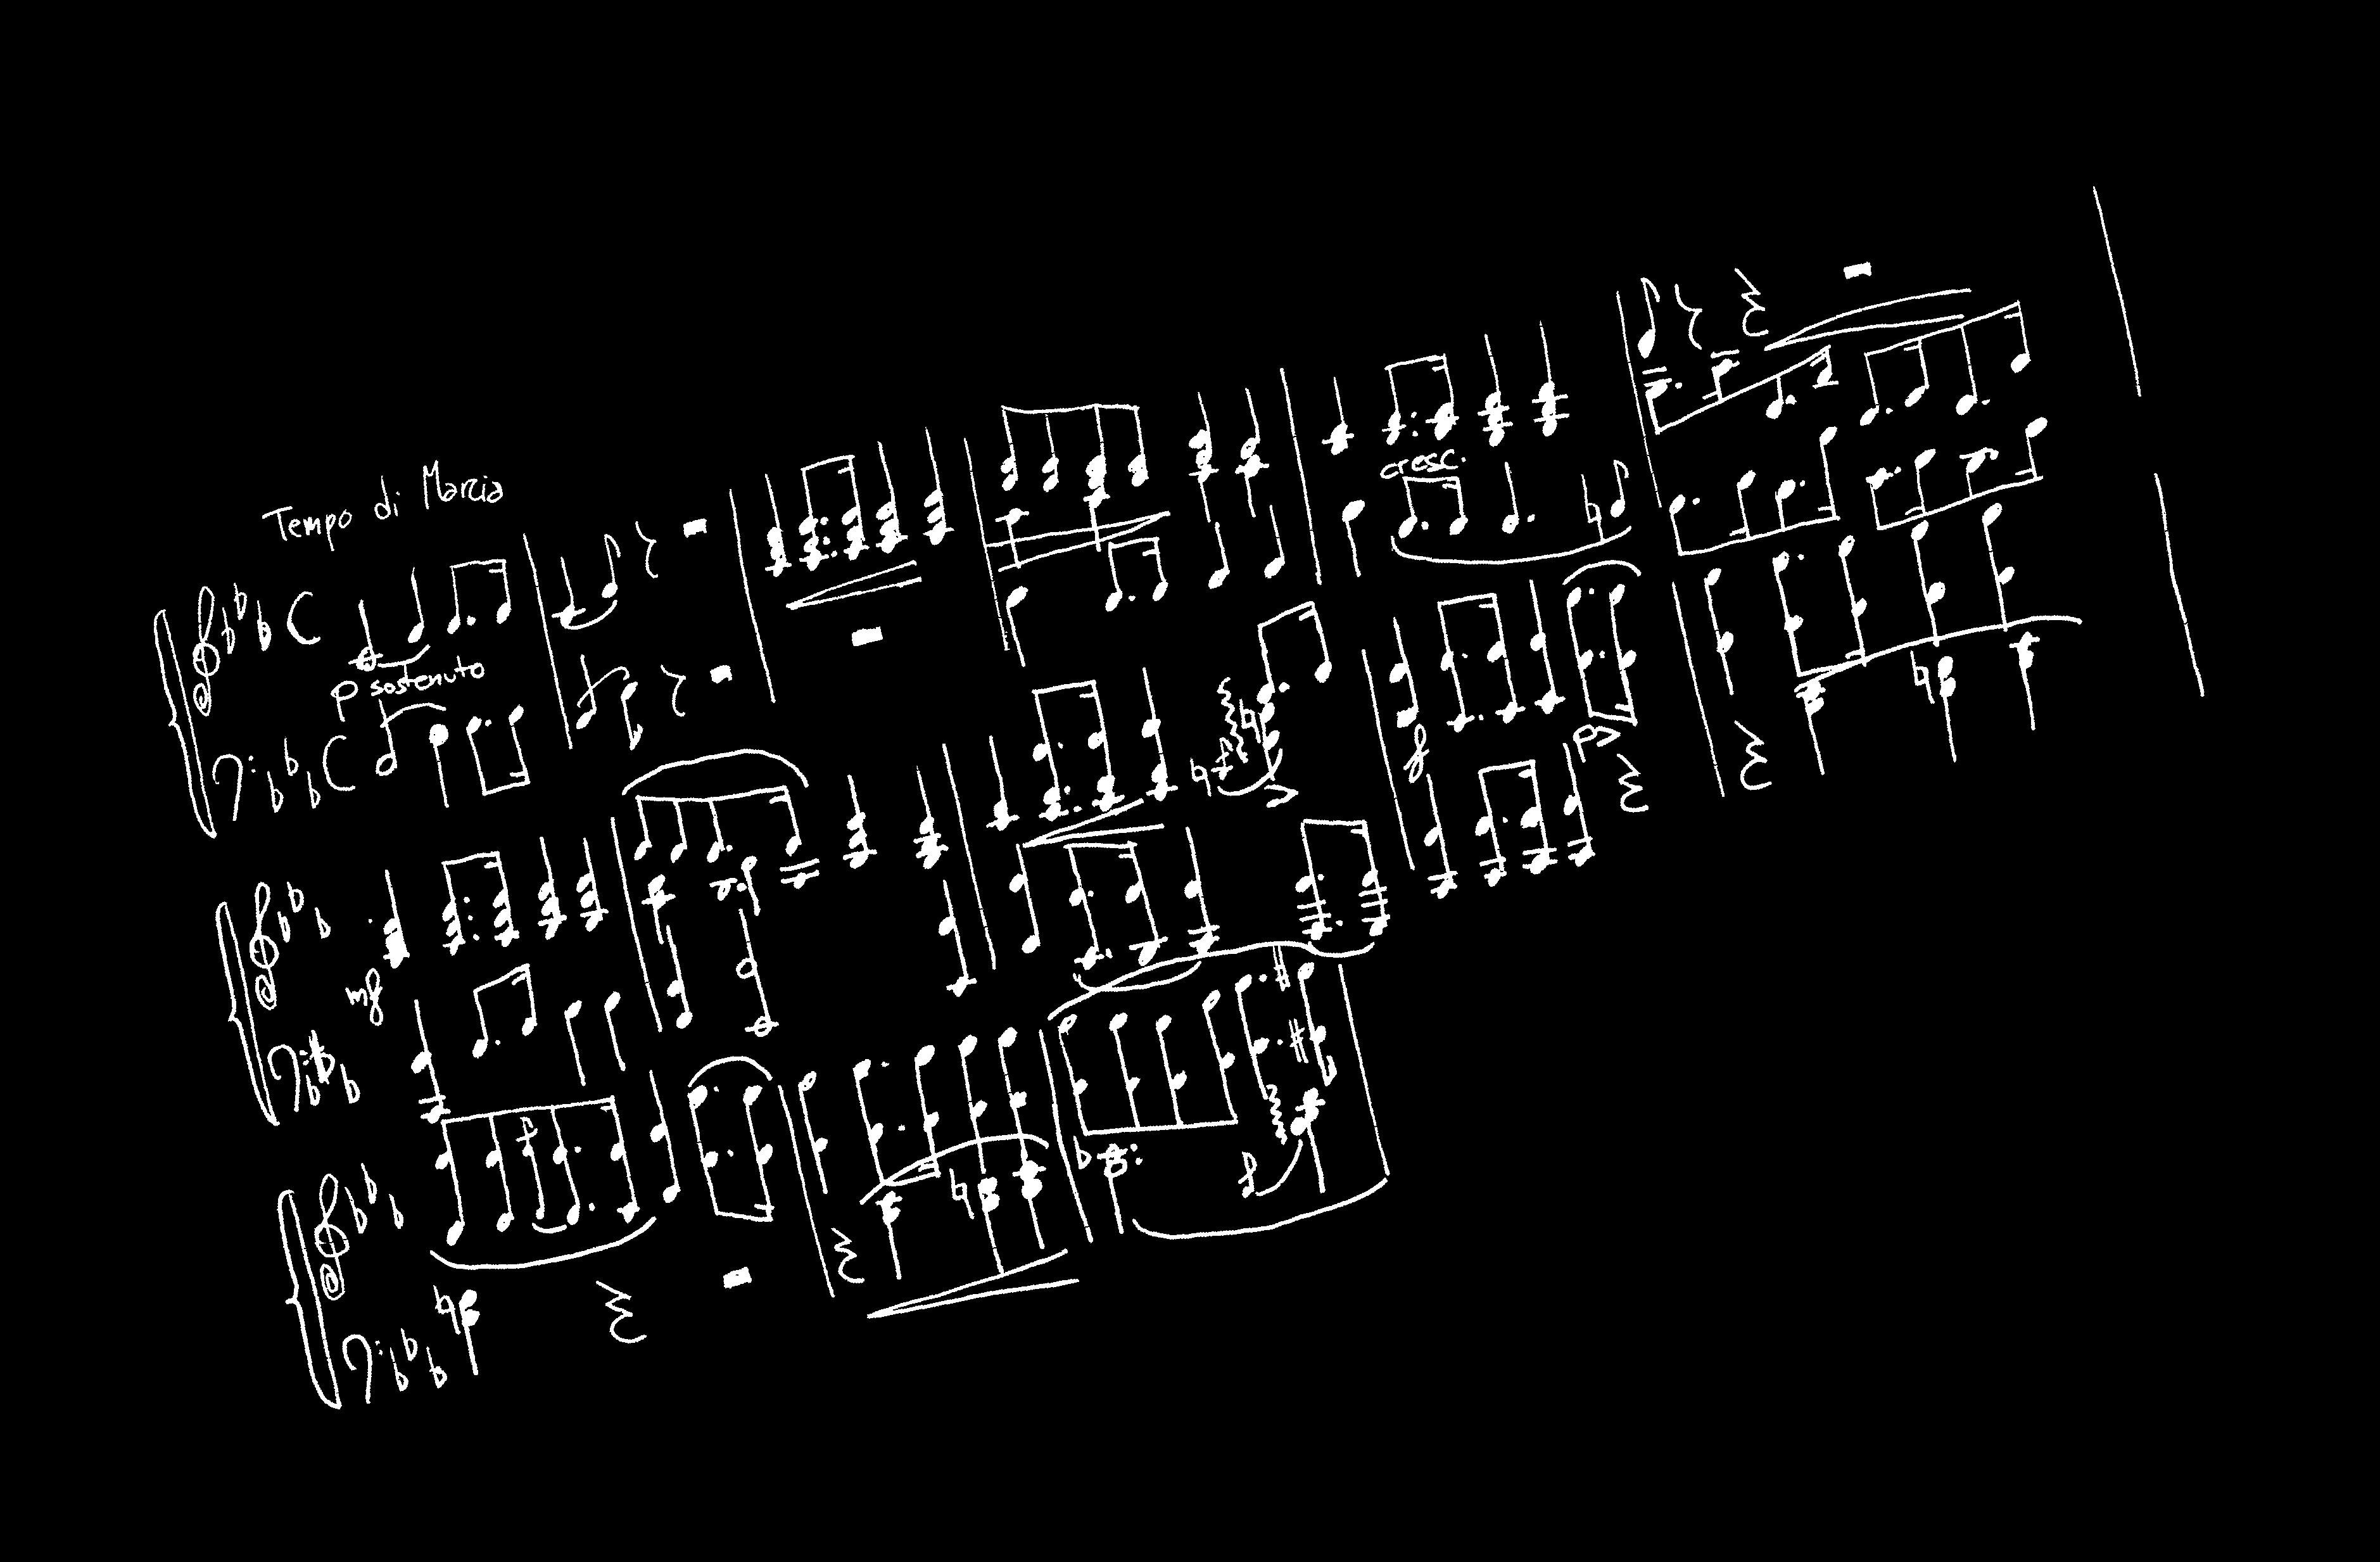 Tempo di Marcia
cresc.
p sostenuto
f
p
mf
f